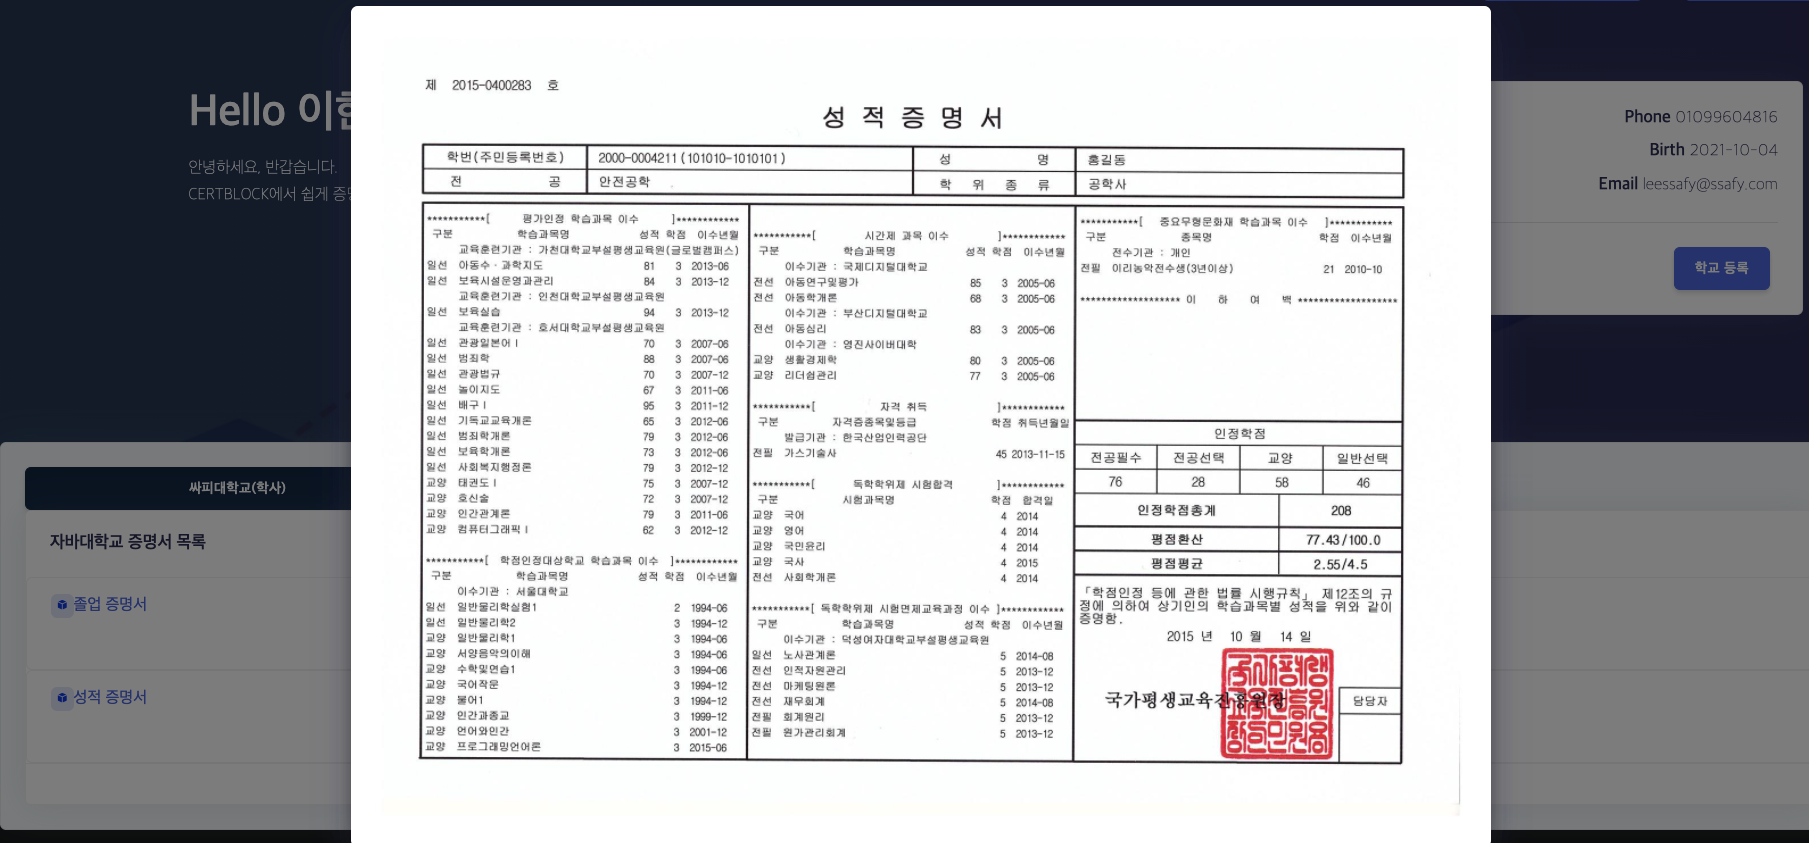 Hello 이현
안녕하세요, 반갑습니다.
CERTBLOCK에서 쉽게 증명
Phone 01099604816
Birth 2021-10-04
Email leessafy@ssafy.com
학교 등록
싸피대학교(학사)
자바대학교 증명서 목록
졸업 증명서
성적 증명서
제 2015-0400283 호
성 적 증 명 서
학번(주민등록번호) 2000-0004211 (101010-1010101) 성 명 홍길동
전 공 안전공학 학 위 종 류 공학사
***********[ 평가인정 학습과목 이수 ]************
구분 학습과목명 성적 학점 이수년월
교육훈련기관 : 가천대학교부설평생교육원(글로벌캠퍼스)
일선 아동수·과학지도 81 3 2013-06
일선 보육시설운영과관리 84 3 2013-12
교육훈련기관 : 인천대학교부설평생교육원
일선 보육실습 94 3 2013-12
교육훈련기관 : 호서대학교부설평생교육원
일선 관광일본어Ⅰ 70 3 2007-06
일선 범죄학 88 3 2007-06
일선 관광법규 70 3 2007-12
일선 놀이지도 67 3 2011-06
일선 배구Ⅰ 95 3 2011-12
일선 기독교교육개론 65 3 2012-06
일선 범죄학개론 79 3 2012-06
일선 보육학개론 73 3 2012-06
일선 사회복지행정론 79 3 2012-12
교양 태권도Ⅰ 75 3 2007-12
교양 호신술 72 3 2007-12
교양 인간관계론 79 3 2011-06
교양 컴퓨터그래픽Ⅰ 62 3 2012-12
***********[ 학점인정대상학교 학습과목 이수 ]************
구분 학습과목명 성적 학점 이수년월
이수기관 : 서울대학교
일선 일반물리학실험1 2 1994-06
일선 일반물리학2 3 1994-12
교양 일반물리학1 3 1994-06
교양 서양음악의이해 3 1994-06
교양 수학및연습1 3 1994-06
교양 국어작문 3 1994-12
교양 불어1 3 1994-12
교양 인간과종교 3 1999-12
교양 언어와인간 3 2001-12
교양 프로그래밍언어론 3 2015-06
***********[ 시간제 과목 이수 ]************
구분 학습과목명 성적 학점 이수년월
이수기관 : 국제디지털대학교
전선 아동연구및평가 85 3 2005-06
전선 아동학개론 68 3 2005-06
이수기관 : 부산디지털대학교
전선 아동심리 83 3 2005-06
이수기관 : 영진사이버대학
교양 생활경제학 80 3 2005-06
교양 리더쉽관리 77 3 2005-06
***********[ 자격 취득 ]************
구분 자격증종목및등급 학점 취득년월일
발급기관 : 한국산업인력공단
전필 가스기술사 45 2013-11-15
***********[ 독학학위제 시험합격 ]************
구분 시험과목명 학점 합격일
교양 국어 4 2014
교양 영어 4 2014
교양 국민윤리 4 2014
교양 국사 4 2015
전선 사회학개론 4 2014
***********[ 독학학위제 시험면제교육과정 이수 ]************
구분 학습과목명 성적 학점 이수년월
이수기관 : 덕성여자대학교부설평생교육원
일선 노사관계론 5 2014-08
전선 인적자원관리 5 2013-12
전선 마케팅원론 5 2013-12
전선 재무회계 5 2014-08
전필 회계원리 5 2013-12
전필 원가관리회계 5 2013-12
***********[ 중요무형문화재 학습과목 이수 ]************
구분 종목명 학점 이수년월
전수기관 : 개인
전필 이리농악전수생(3년이상) 21 2010-10
******************* 이 하 여 백 *******************
인정학점
전공필수 전공선택 교양 일반선택
76 28 58 46
인정학점총계 208
평점환산 77.43/100.0
평점평균 2.55/4.5
「학점인정 등에 관한 법률 시행규칙」 제12조의 규
정에 의하여 상기인의 학습과목별 성적을 위와 같이
증명함.
2015 년 10 월 14 일
국가평생교육진흥원장
담당자